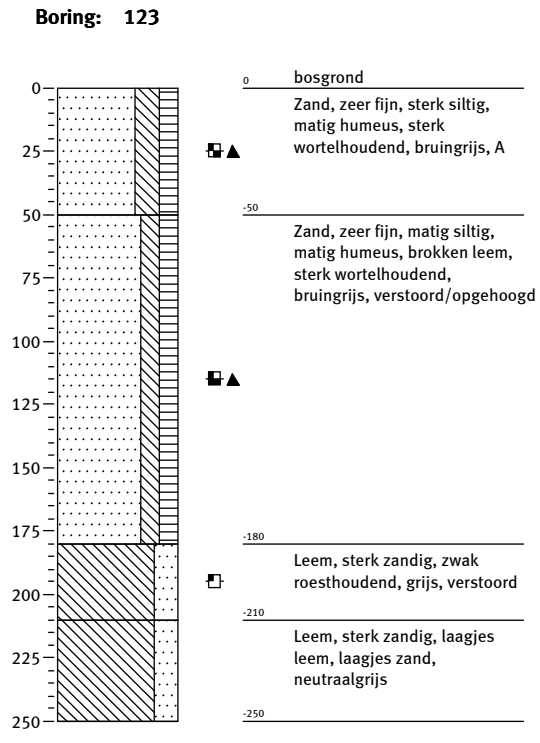 Boring: 123
0
25
50
75
100
125
150
175
200
225
250
0
bosgrond
Zand, zeer fijn, sterk siltig,
matig humeus, sterk
wortelhoudend, bruingrijs, A
-50
Zand, zeer fijn, matig siltig,
matig humeus, brokken leem,
sterk wortelhoudend,
bruingrijs, verstoord/opgehoogd
-180
Leem, sterk zandig, zwak
roesthoudend, grijs, verstoord
-210
Leem, sterk zandig, laagjes
leem, laagjes zand,
neutraalgrijs
-250